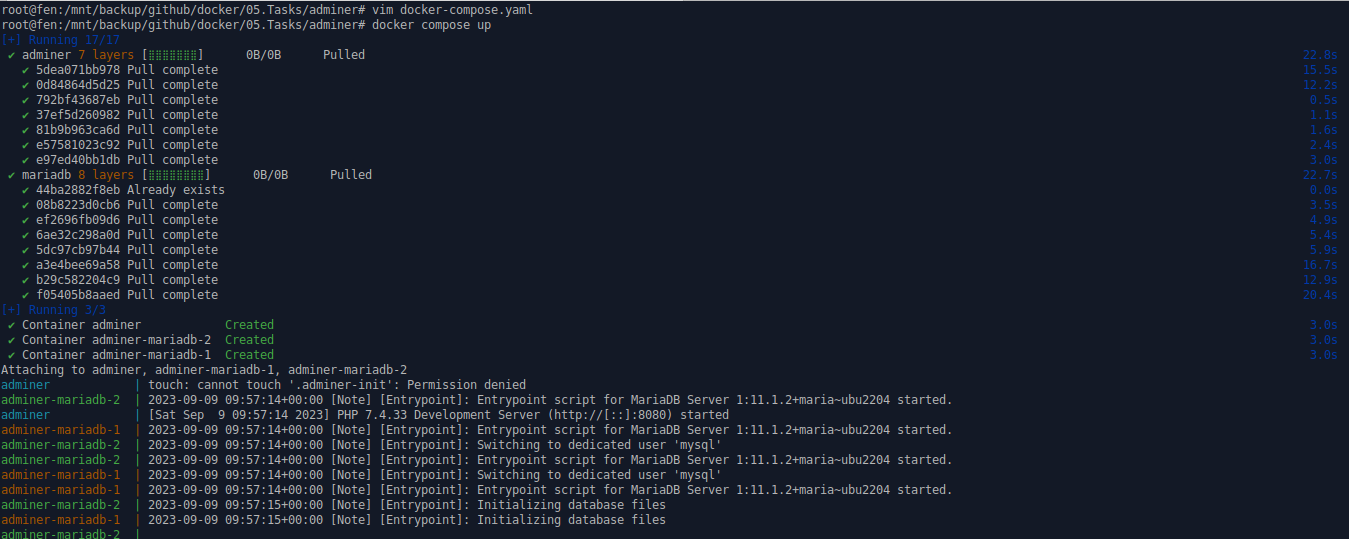 root@fen:/mnt/backup/github/docker/05.Tasks/adminer# vim docker-compose.yaml
root@fen:/mnt/backup/github/docker/05.Tasks/adminer# docker compose up
[+] Running 17/17
✔ adminer 7 layers [⣿⣿⣿⣿⣿⣿⣿] 0B/0B Pulled 22.8s
✔ 5dea071bb978 Pull complete 15.5s
✔ 0d84864d5d25 Pull complete 12.2s
✔ 792bf43687eb Pull complete 0.5s
✔ 37ef5d260982 Pull complete 1.1s
✔ 81b9b963ca6d Pull complete 1.6s
✔ e57581023c92 Pull complete 2.4s
✔ e97ed40bb1db Pull complete 3.0s
✔ mariadb 8 layers [⣿⣿⣿⣿⣿⣿⣿⣿] 0B/0B Pulled 22.7s
✔ 44ba2882f8eb Already exists 0.0s
✔ 08b8223d0cb6 Pull complete 3.5s
✔ ef2696fb09d6 Pull complete 4.9s
✔ 6ae32c298a0d Pull complete 5.4s
✔ 5dc97cb97b44 Pull complete 5.9s
✔ a3e4bee69a58 Pull complete 16.7s
✔ b29c582204c9 Pull complete 12.9s
✔ f05405b8aaed Pull complete 20.4s
[+] Running 3/3
✔ Container adminer Created 3.0s
✔ Container adminer-mariadb-2 Created 3.0s
✔ Container adminer-mariadb-1 Created 3.0s
Attaching to adminer, adminer-mariadb-1, adminer-mariadb-2
adminer | touch: cannot touch '.adminer-init': Permission denied
adminer-mariadb-2 | 2023-09-09 09:57:14+00:00 [Note] [Entrypoint]: Entrypoint script for MariaDB Server 1:11.1.2+maria~ubu2204 started.
adminer | [Sat Sep  9 09:57:14 2023] PHP 7.4.33 Development Server (http://[::]:8080) started
adminer-mariadb-1 | 2023-09-09 09:57:14+00:00 [Note] [Entrypoint]: Entrypoint script for MariaDB Server 1:11.1.2+maria~ubu2204 started.
adminer-mariadb-2 | 2023-09-09 09:57:14+00:00 [Note] [Entrypoint]: Switching to dedicated user 'mysql'
adminer-mariadb-2 | 2023-09-09 09:57:14+00:00 [Note] [Entrypoint]: Entrypoint script for MariaDB Server 1:11.1.2+maria~ubu2204 started.
adminer-mariadb-1 | 2023-09-09 09:57:14+00:00 [Note] [Entrypoint]: Switching to dedicated user 'mysql'
adminer-mariadb-1 | 2023-09-09 09:57:14+00:00 [Note] [Entrypoint]: Entrypoint script for MariaDB Server 1:11.1.2+maria~ubu2204 started.
adminer-mariadb-2 | 2023-09-09 09:57:15+00:00 [Note] [Entrypoint]: Initializing database files
adminer-mariadb-1 | 2023-09-09 09:57:15+00:00 [Note] [Entrypoint]: Initializing database files
adminer-mariadb-2 |